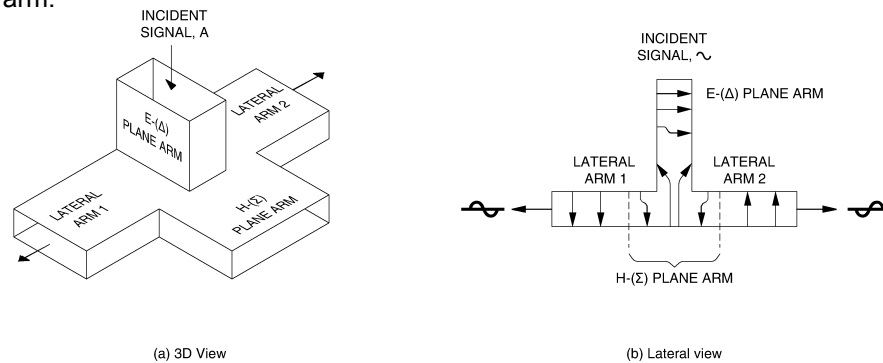 arm.
INCIDENT
SIGNAL, A
E-(Δ)
PLANE ARM
LATERAL
ARM 2
LATERAL
ARM 1
H-(Σ)
PLANE ARM
(a) 3D View
INCIDENT
SIGNAL, ∿
E-(Δ) PLANE ARM
LATERAL
ARM 1
LATERAL
ARM 2
H-(Σ) PLANE ARM
(b) Lateral view